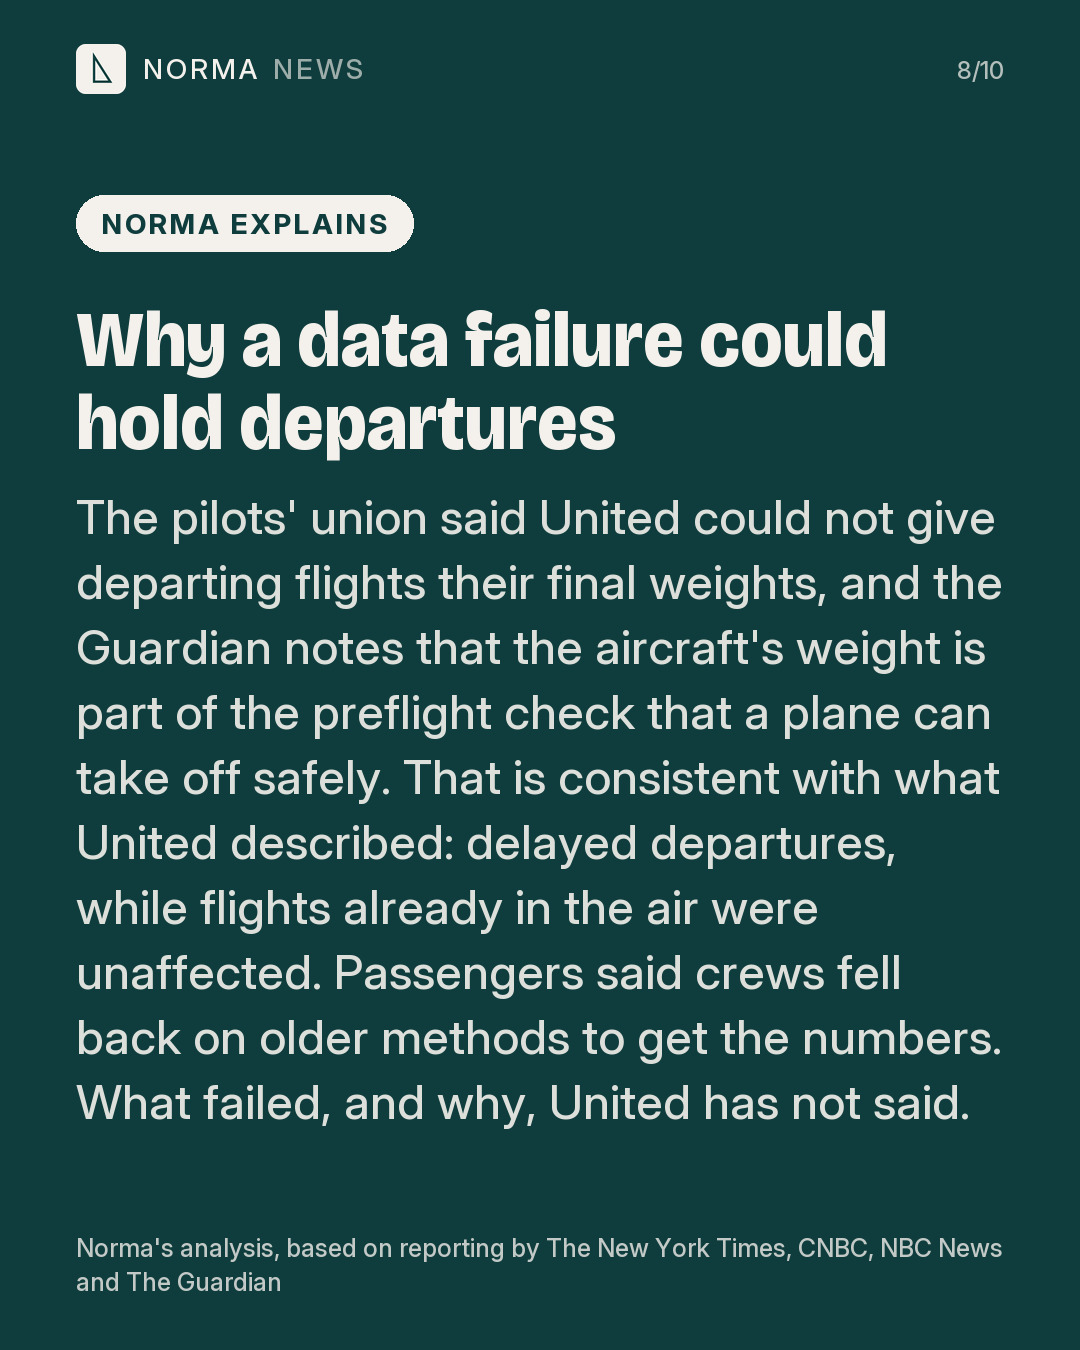 NORMA NEWS
8/10
NORMA EXPLAINS
Why a data failure could
hold departures
The pilots' union said United could not give
departing flights their final weights, and the
Guardian notes that the aircraft's weight is
part of the preflight check that a plane can
take off safely. That is consistent with what
United described: delayed departures,
while flights already in the air were
unaffected. Passengers said crews fell
back on older methods to get the numbers.
What failed, and why, United has not said.
Norma's analysis, based on reporting by The New York Times, CNBC, NBC News
and The Guardian